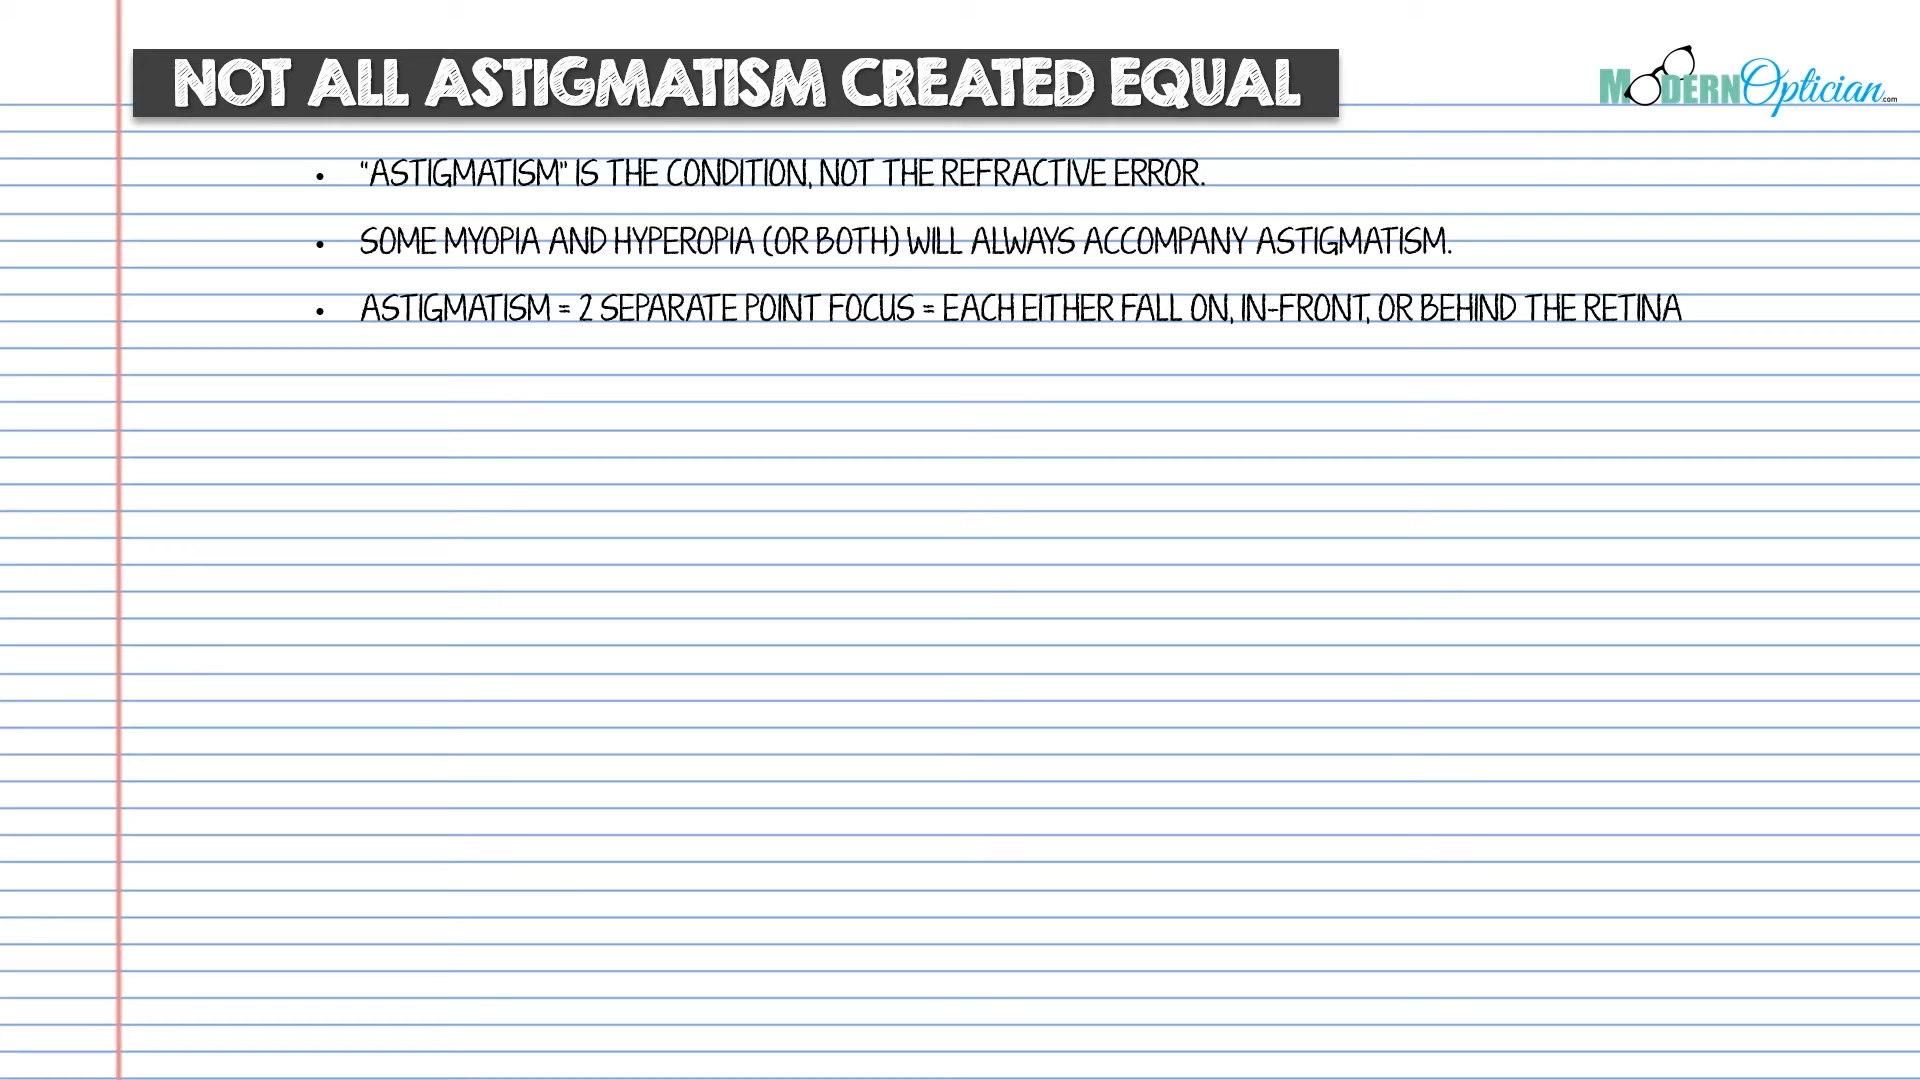 NOT ALL ASTIGMATISM CREATED EQUAL
MODERN Optician.com
• "ASTIGMATISM" IS THE CONDITION, NOT THE REFRACTIVE ERROR.
• SOME MYOPIA AND HYPEROPIA (OR BOTH) WILL ALWAYS ACCOMPANY ASTIGMATISM.
• ASTIGMATISM = 2 SEPARATE POINT FOCUS = EACH EITHER FALL ON, IN-FRONT, OR BEHIND THE RETINA